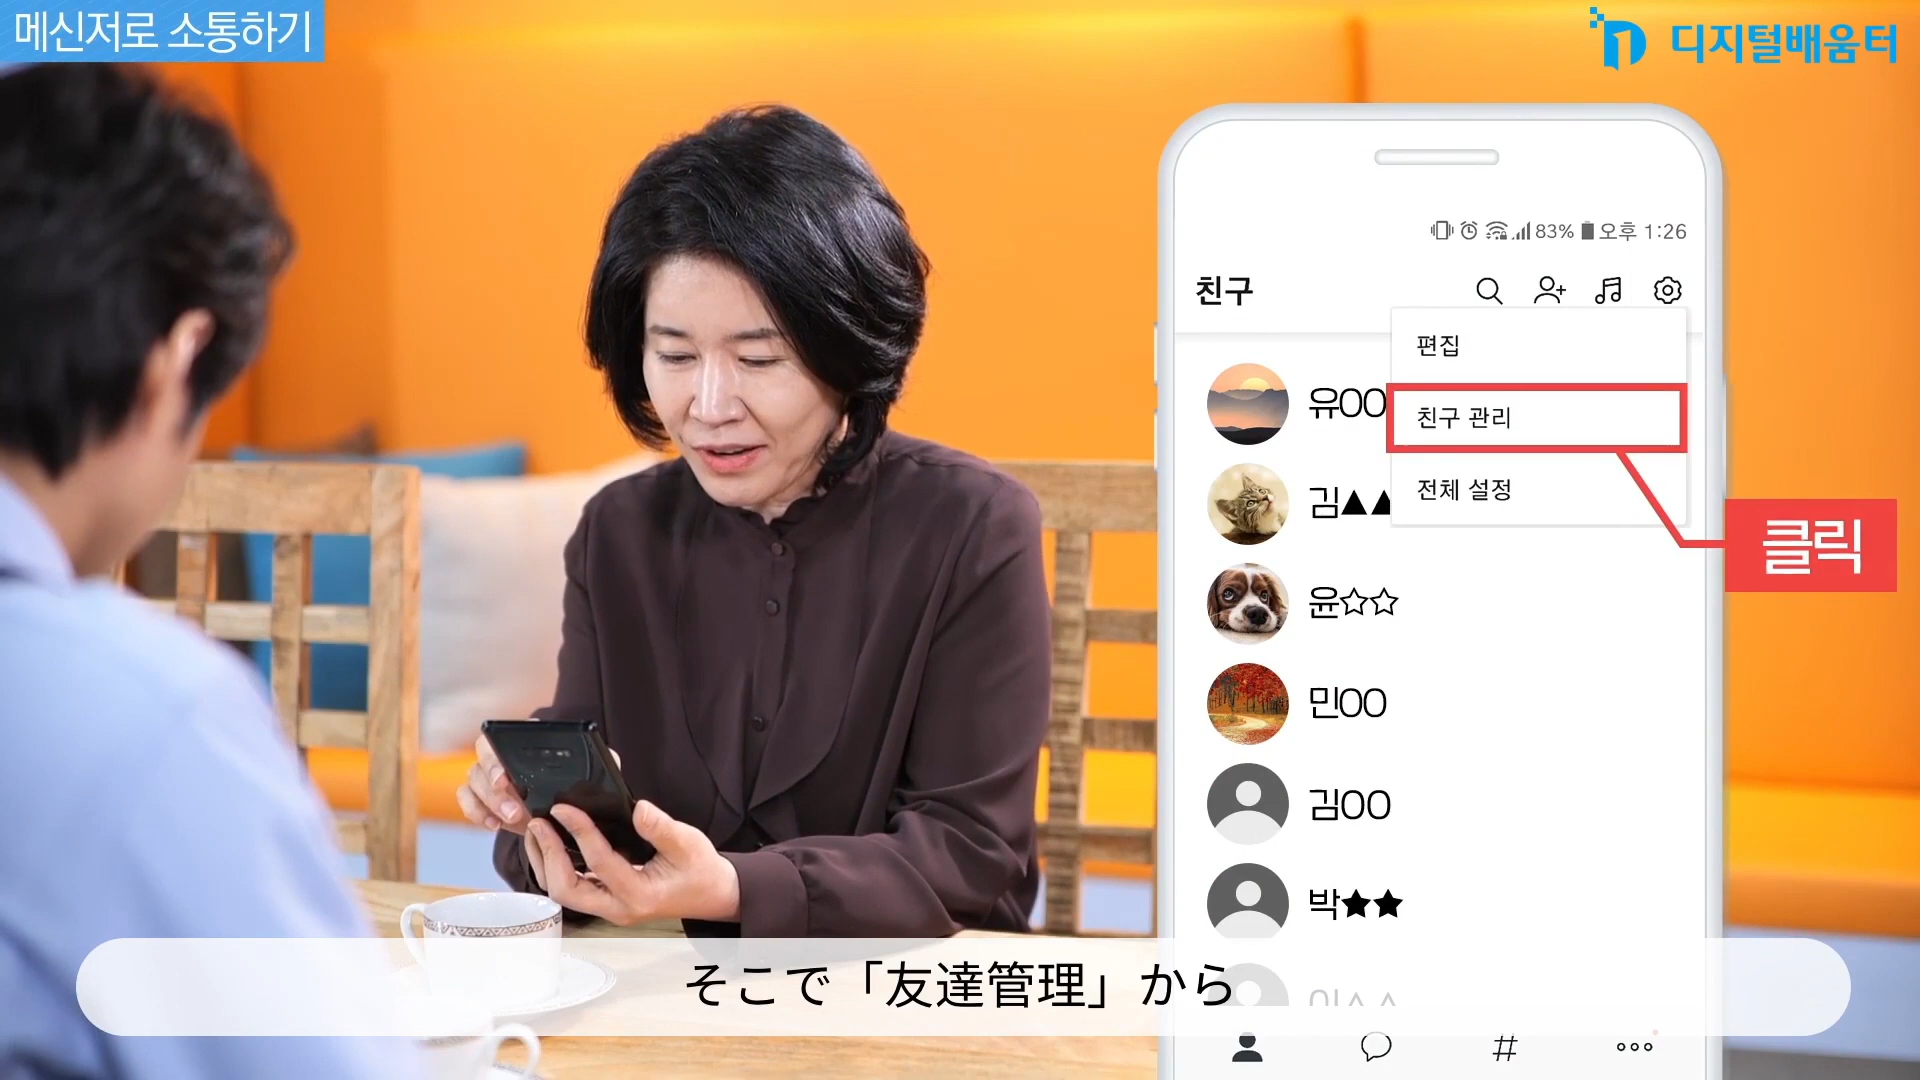 메신저로 소통하기
디지털배움터
83% 오후 1:26
친구
편집
친구 관리
전체 설정
유OO
김▲▲
윤☆☆
민OO
김OO
박★★
클릭
そこで「友達管理」から
#